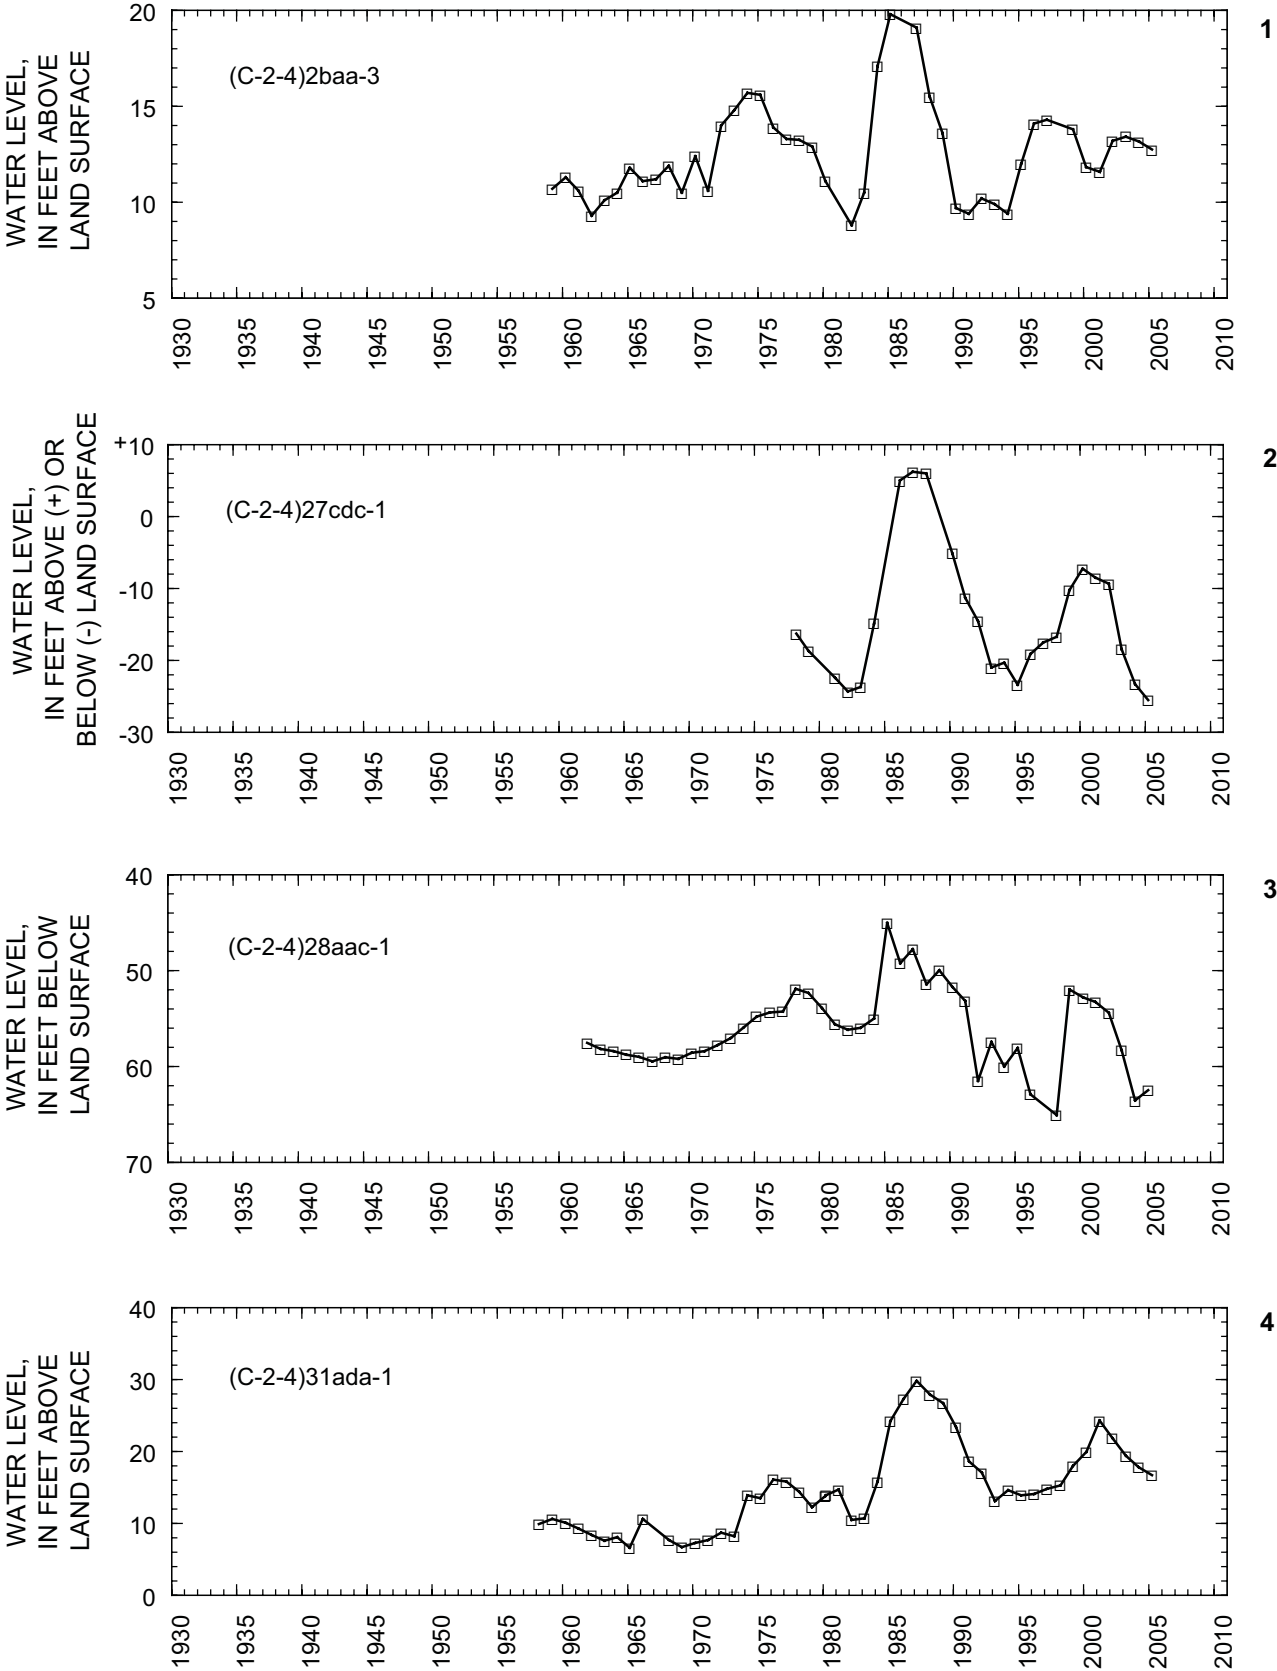 1
WATER LEVEL,
IN FEET ABOVE
LAND SURFACE
(C-2-4)2baa-3
20
15
10
5
1930 1935 1940 1945 1950 1955 1960 1965 1970 1975 1980 1985 1990 1995 2000 2005 2010
2
WATER LEVEL,
IN FEET ABOVE (+) OR
BELOW (-) LAND SURFACE
(C-2-4)27cdc-1
+10
0
-10
-20
-30
1930 1935 1940 1945 1950 1955 1960 1965 1970 1975 1980 1985 1990 1995 2000 2005 2010
3
WATER LEVEL,
IN FEET BELOW
LAND SURFACE
(C-2-4)28aac-1
40
50
60
70
1930 1935 1940 1945 1950 1955 1960 1965 1970 1975 1980 1985 1990 1995 2000 2005 2010
4
WATER LEVEL,
IN FEET ABOVE
LAND SURFACE
(C-2-4)31ada-1
40
30
20
10
0
1930 1935 1940 1945 1950 1955 1960 1965 1970 1975 1980 1985 1990 1995 2000 2005 2010